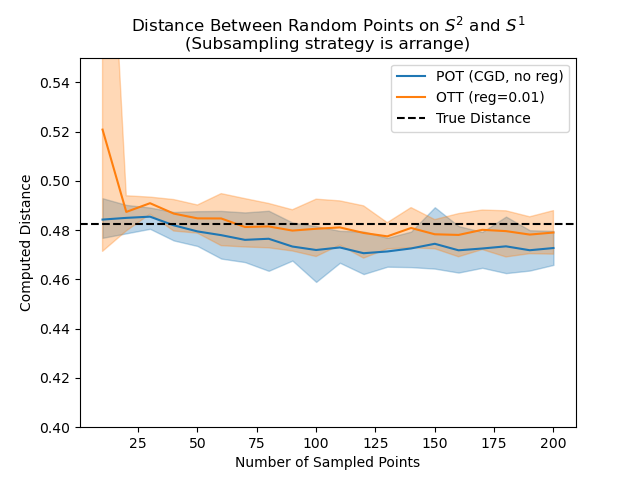 Distance Between Random Points on $S^2$ and $S^1$
(Subsampling strategy is arrange)
POT (CGD, no reg)
OTT (reg=0.01)
True Distance
Computed Distance
0.54
0.52
0.50
0.48
0.46
0.44
0.42
0.40
25
50
75
100
125
150
175
200
Number of Sampled Points